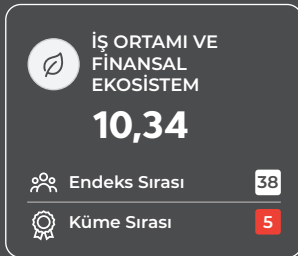 İŞ ORTAMI VE
FİNANSAL
EKOSİSTEM
10,34
Endeks Sırası 38
Küme Sırası 5